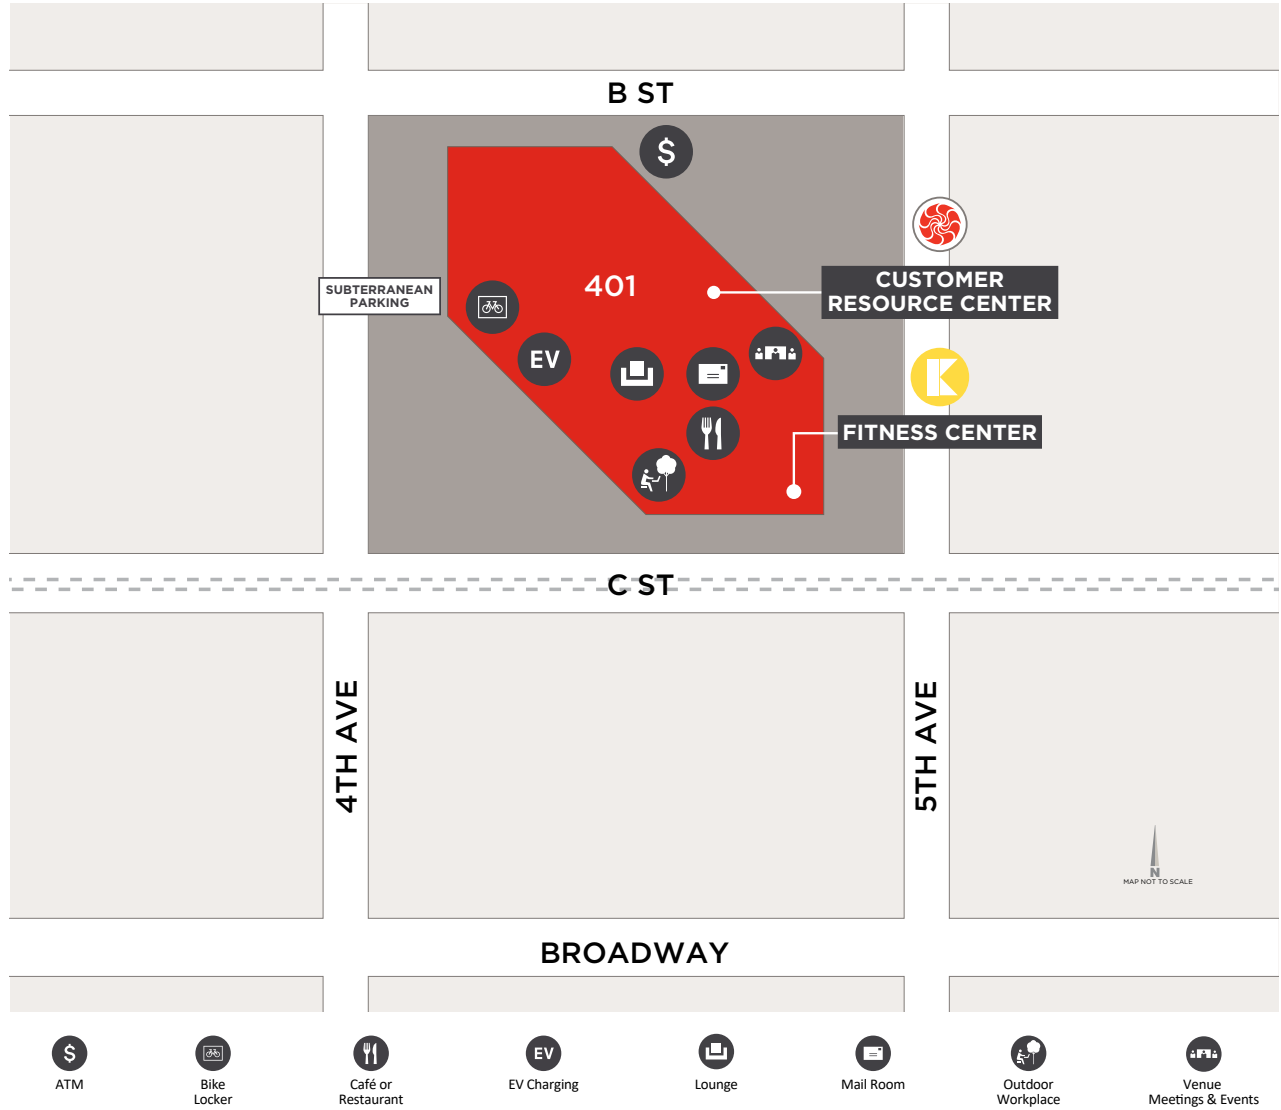 B ST
$
401
CUSTOMER
RESOURCE CENTER
SUBTERRANEAN
PARKING
EV
K
FITNESS CENTER
C ST
4TH AVE
5TH AVE
N
MAP NOT TO SCALE
BROADWAY
$
EV
ATM
Bike
Locker
Café or
Restaurant
EV Charging
Lounge
Mail Room
Outdoor
Workplace
Venue
Meetings & Events